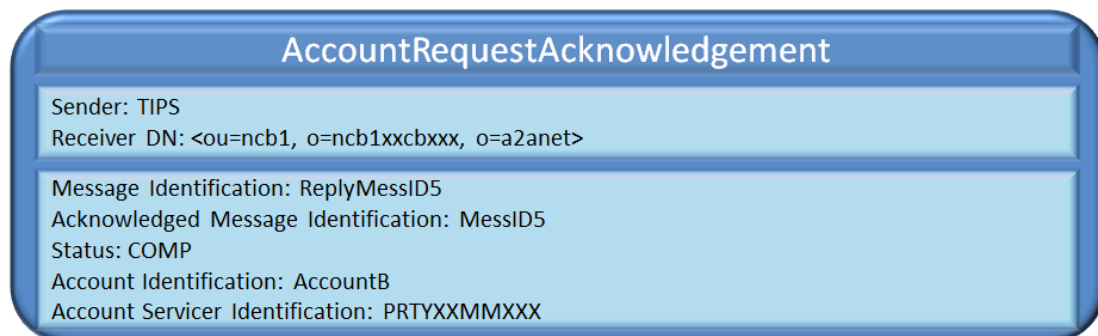 AccountRequestAcknowledgement
Sender: TIPS
Receiver DN: <ou=ncb1, o=ncb1xxcbxxx, o=a2anet>
Message Identification: ReplyMessID5
Acknowledged Message Identification: MessID5
Status: COMP
Account Identification: AccountB
Account Servicer Identification: PRTYXXMMXXX